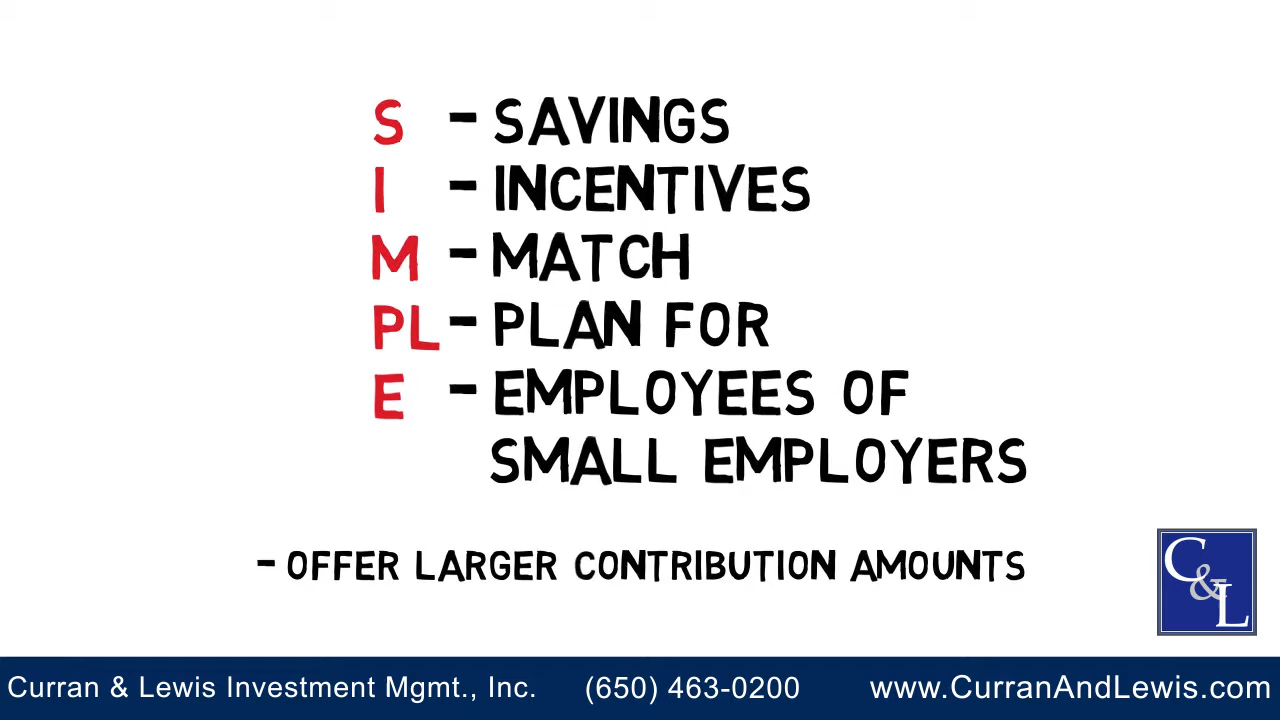 S - SAVINGS
I - INCENTIVES
M - MATCH
PL - PLAN FOR
E - EMPLOYEES OF
SMALL EMPLOYERS
- OFFER LARGER CONTRIBUTION AMOUNTS
C&L
Curran & Lewis Investment Mgmt., Inc. (650) 463-0200 www.CurranAndLewis.com